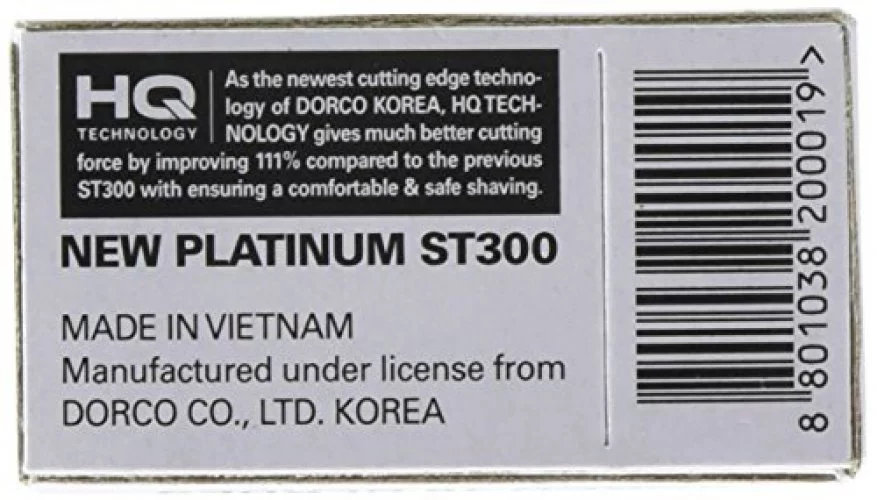 HQ
TECHNOLOGY
As the newest cutting edge techno-
logy of DORCO KOREA, HQ TECH-
NOLOGY gives much better cutting
force by improving 111% compared to the previous
ST300 with ensuring a comfortable & safe shaving.
NEW PLATINUM ST300
MADE IN VIETNAM
Manufactured under license from
DORCO CO., LTD. KOREA
8 801038 200019 >